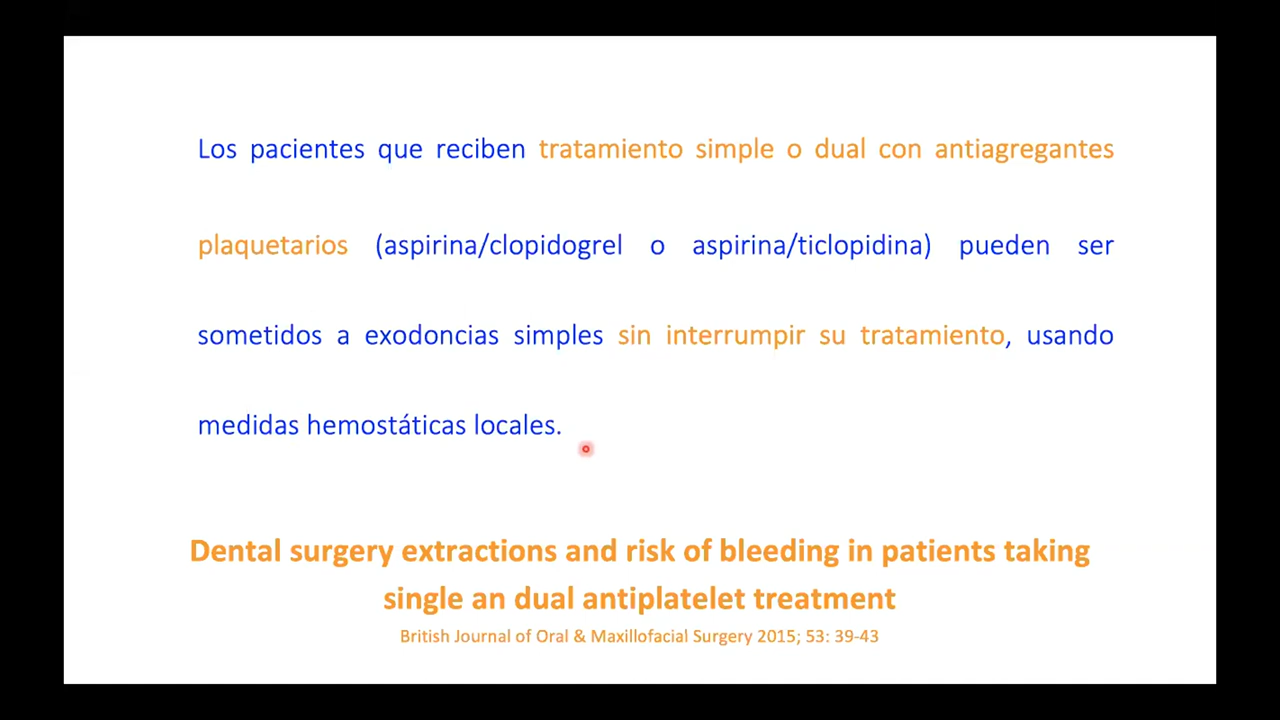 Los pacientes que reciben tratamiento simple o dual con antiagregantes
plaquetarios (aspirina/clopidogrel o aspirina/ticlopidina) pueden ser
sometidos a exodoncias simples sin interrumpir su tratamiento, usando
medidas hemostáticas locales.
Dental surgery extractions and risk of bleeding in patients taking
single an dual antiplatelet treatment
British Journal of Oral & Maxillofacial Surgery 2015; 53: 39-43